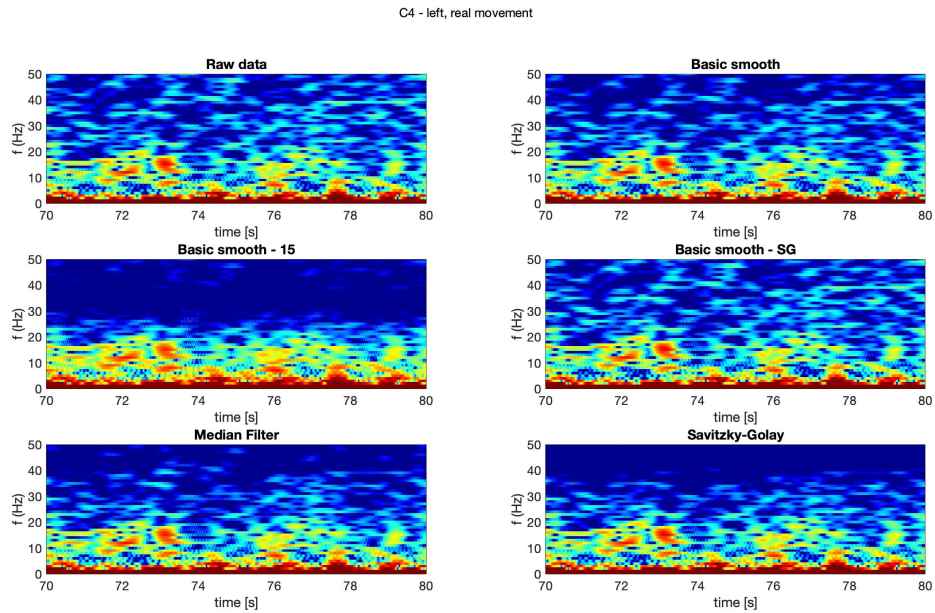 C4 - left, real movement
Raw data
50
40
30
20
10
0
f (Hz)
70 72 74 76 78 80
time [s]
Basic smooth
50
40
30
20
10
0
f (Hz)
70 72 74 76 78 80
time [s]
Basic smooth - 15
50
40
30
20
10
0
f (Hz)
70 72 74 76 78 80
time [s]
Basic smooth - SG
50
40
30
20
10
0
f (Hz)
70 72 74 76 78 80
time [s]
Median Filter
50
40
30
20
10
0
f (Hz)
70 72 74 76 78 80
time [s]
Savitzky-Golay
50
40
30
20
10
0
f (Hz)
70 72 74 76 78 80
time [s]